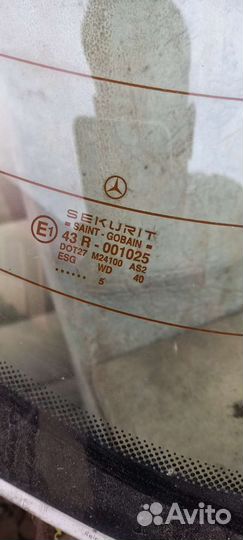 SEKURIT
= SAINT - GOBAIN =
E1 43 R - 001025
DOT27 M24100 AS2
ESG WD 40
...... 5
Avito